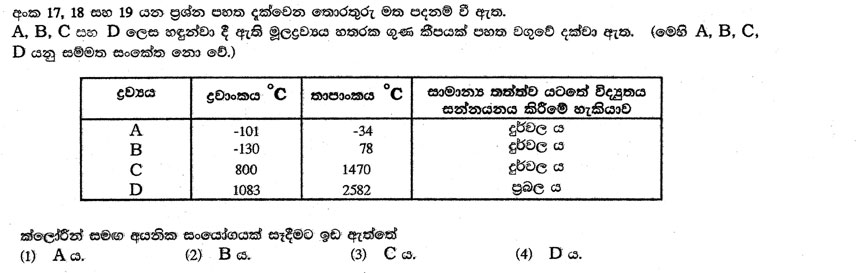 අංක 17, 18 සහ 19 යන ප්‍රශ්න පහත දැක්වෙන තොරතුරු මත පදනම් වී ඇත.
A, B, C සහ D ලෙස හඳුන්වා දී ඇති මූලද්‍රව්‍යය හතරක ගුණ කීපයක් පහත වගුවේ දක්වා ඇත. (මෙහි A, B, C,
D යනු සම්මත සංකේත නො වේ.)
ද්‍රව්‍යය ද්‍රවාංකය °C තාපාංකය °C සාමාන්‍ය තත්ත්ව යටතේ විද්‍යුතය
සන්නයනය කිරීමේ හැකියාව
A -101 -34 දුර්වල ය
B -130 78 දුර්වල ය
C 800 1470 දුර්වල ය
D 1083 2582 ප්‍රබල ය
ක්ලෝරීන් සමඟ අයනික සංයෝගයක් සෑදීමට ඉඩ ඇත්තේ
(1) A ය. (2) B ය. (3) C ය. (4) D ය.